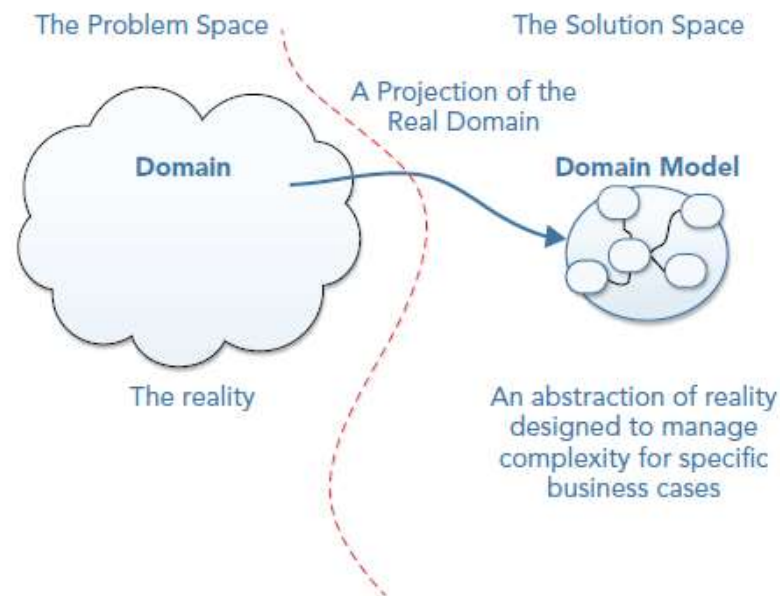 The Problem Space
The Solution Space
A Projection of the
Real Domain
Domain
Domain Model
The reality
An abstraction of reality
designed to manage
complexity for specific
business cases